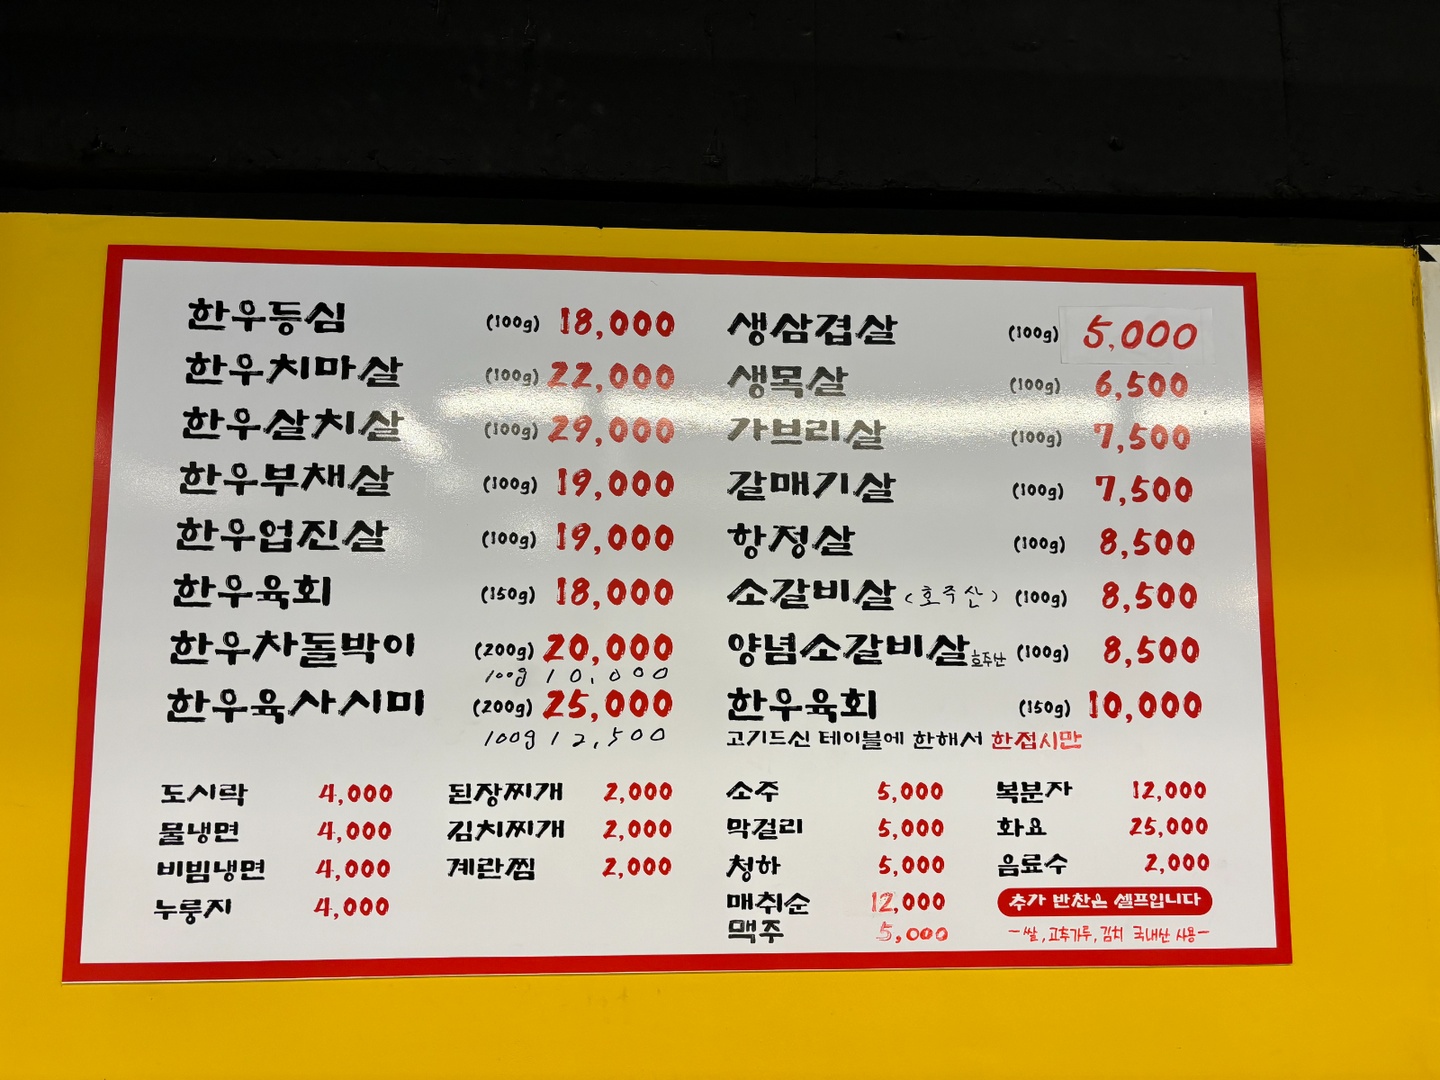 한우등심 (100g) 18,000
한우치마살 (100g) 22,000
한우살치살 (100g) 29,000
한우부채살 (100g) 19,000
한우업진살 (100g) 19,000
한우육회 (150g) 18,000
한우차돌박이 (200g) 20,000
100g 10,000
한우육사시미 (200g) 25,000
100g 12,500
생삼겹살 (100g) 5,000
생목살 (100g) 6,500
가브리살 (100g) 7,500
갈매기살 (100g) 7,500
항정살 (100g) 8,500
소갈비살 (호주산) (100g) 8,500
양념소갈비살 호주산 (100g) 8,500
한우육회 (150g) 10,000
고기드신 테이블에 한해서 한접시만
도시락 4,000
물냉면 4,000
비빔냉면 4,000
누룽지 4,000
된장찌개 2,000
김치찌개 2,000
계란찜 2,000
소주 5,000
막걸리 5,000
청하 5,000
매취순 12,000
맥주 5,000
복분자 12,000
화요 25,000
음료수 2,000
추가 반찬은 셀프입니다
-쌀, 고추가루, 김치 국내산 사용-